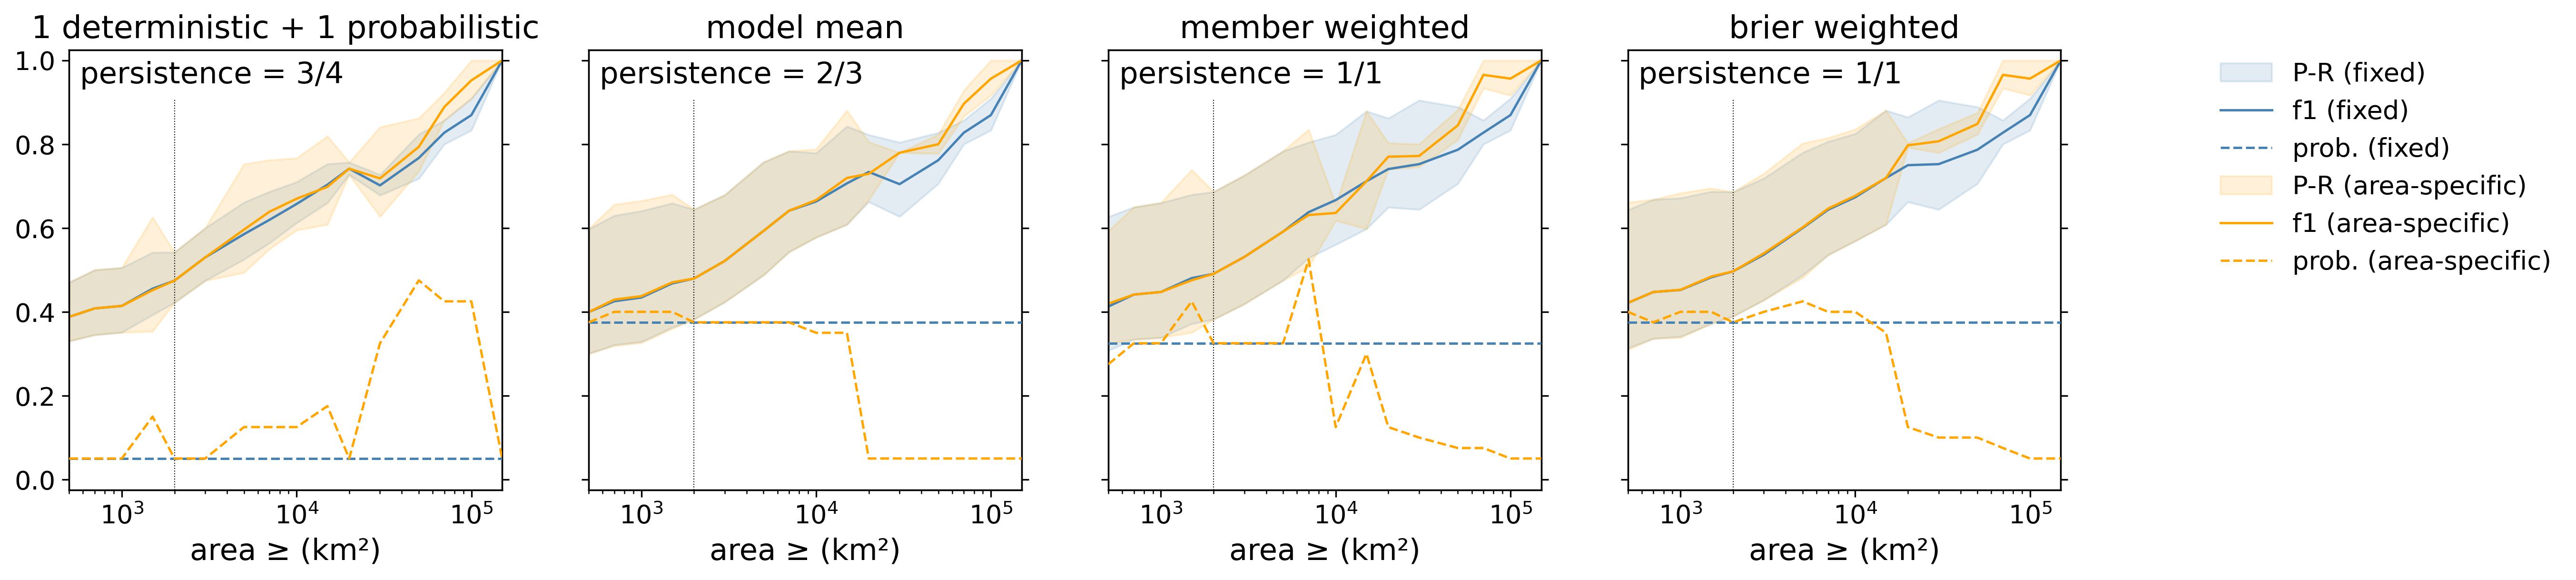 1 deterministic + 1 probabilistic
model mean
member weighted
brier weighted
persistence = 3/4
persistence = 2/3
persistence = 1/1
persistence = 1/1
1.0
0.8
0.6
0.4
0.2
0.0
10³ 10⁴ 10⁵
10³ 10⁴ 10⁵
10³ 10⁴ 10⁵
10³ 10⁴ 10⁵
area ≥ (km²)
area ≥ (km²)
area ≥ (km²)
area ≥ (km²)
P-R (fixed)
f1 (fixed)
prob. (fixed)
P-R (area-specific)
f1 (area-specific)
prob. (area-specific)